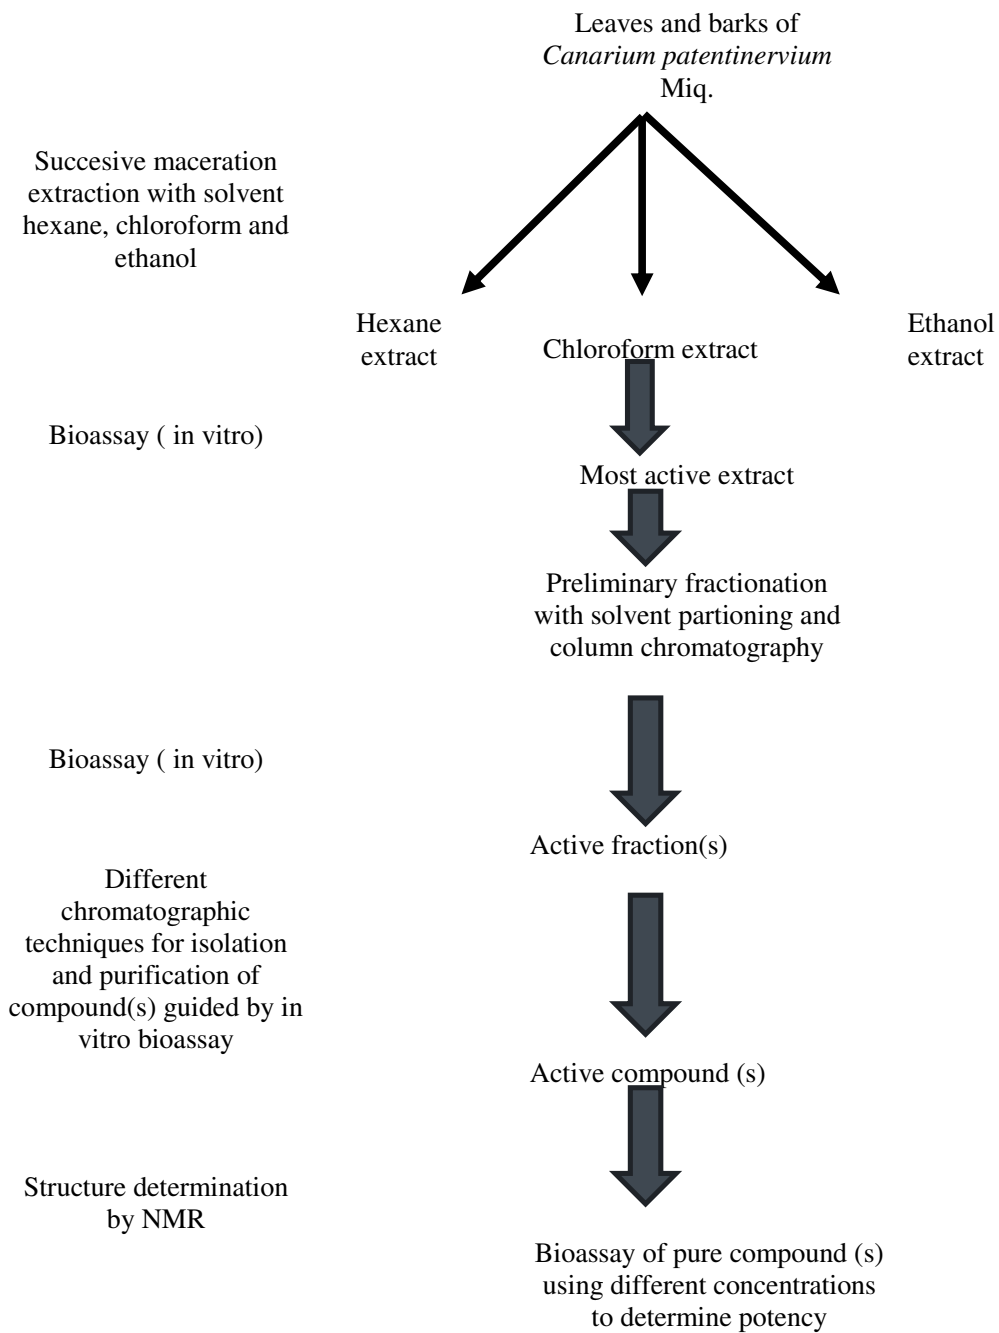 Leaves and barks of
Canarium patentinervium
Miq.
Succesive maceration
extraction with solvent
hexane, chloroform and
ethanol
Hexane
extract
Chloroform extract
Ethanol
extract
Bioassay ( in vitro)
Most active extract
Preliminary fractionation
with solvent partioning and
column chromatography
Bioassay ( in vitro)
Active fraction(s)
Different
chromatographic
techniques for isolation
and purification of
compound(s) guided by in
vitro bioassay
Active compound (s)
Structure determination
by NMR
Bioassay of pure compound (s)
using different concentrations
to determine potency